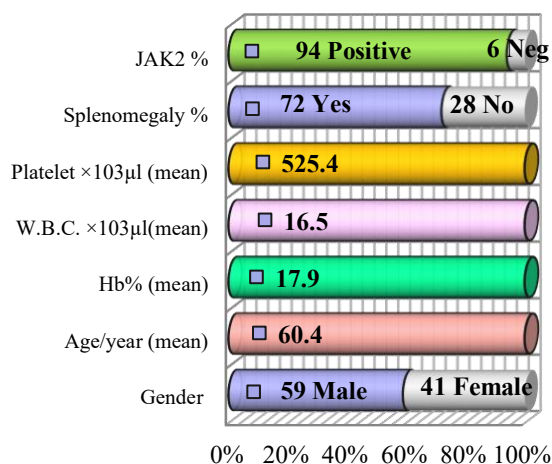 JAK2 % 94 Positive 6 Neg
Splenomegaly % 72 Yes 28 No
Platelet ×103µl (mean) 525.4
W.B.C. ×103µl(mean) 16.5
Hb% (mean) 17.9
Age/year (mean) 60.4
Gender 59 Male 41 Female
0% 20% 40% 60% 80% 100%